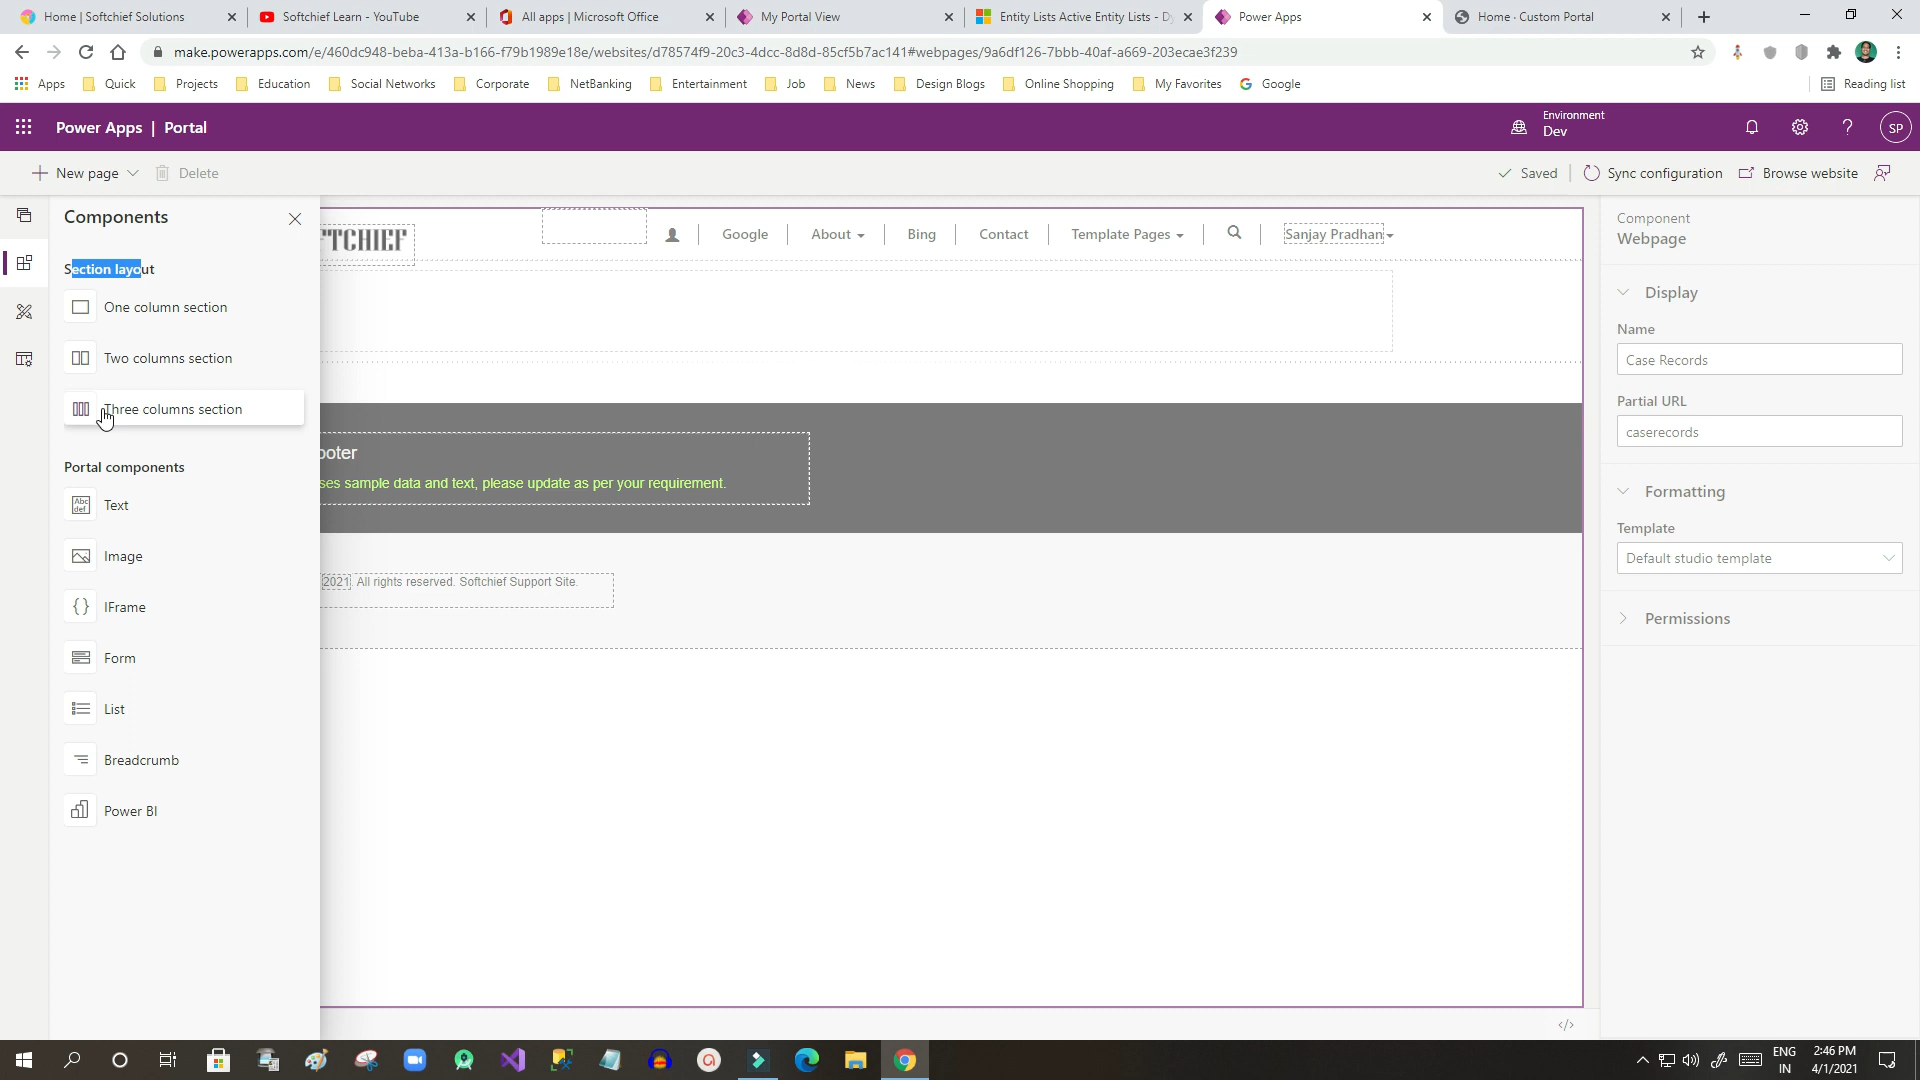 Home | Softchief Solutions
Softchief Learn - YouTube
All apps | Microsoft Office
My Portal View
Entity Lists Active Entity Lists - Dy
Power Apps
Home · Custom Portal
make.powerapps.com/e/460dc948-beba-413a-b166-f79b1989e18e/websites/d78574f9-20c3-4dcc-8d8d-85cf5b7ac141#webpages/9a6df126-7bbb-40af-a669-203ecae3f239
Apps
Quick
Projects
Education
Social Networks
Corporate
NetBanking
Entertainment
Job
News
Design Blogs
Online Shopping
My Favorites
Google
Reading list
Power Apps | Portal
Environment
Dev
SP
New page
Delete
Saved
Sync configuration
Browse website
Components
Section layout
One column section
Two columns section
Three columns section
Portal components
Text
Image
IFrame
Form
List
Breadcrumb
Power BI
FTCHIEF
Google
About
Bing
Contact
Template Pages
Sanjay Pradhan
ooter
ses sample data and text, please update as per your requirement.
2021. All rights reserved. Softchief Support Site.
Component
Webpage
Display
Name
Case Records
Partial URL
caserecords
Formatting
Template
Default studio template
Permissions
</>
ENG
IN
2:46 PM
4/1/2021